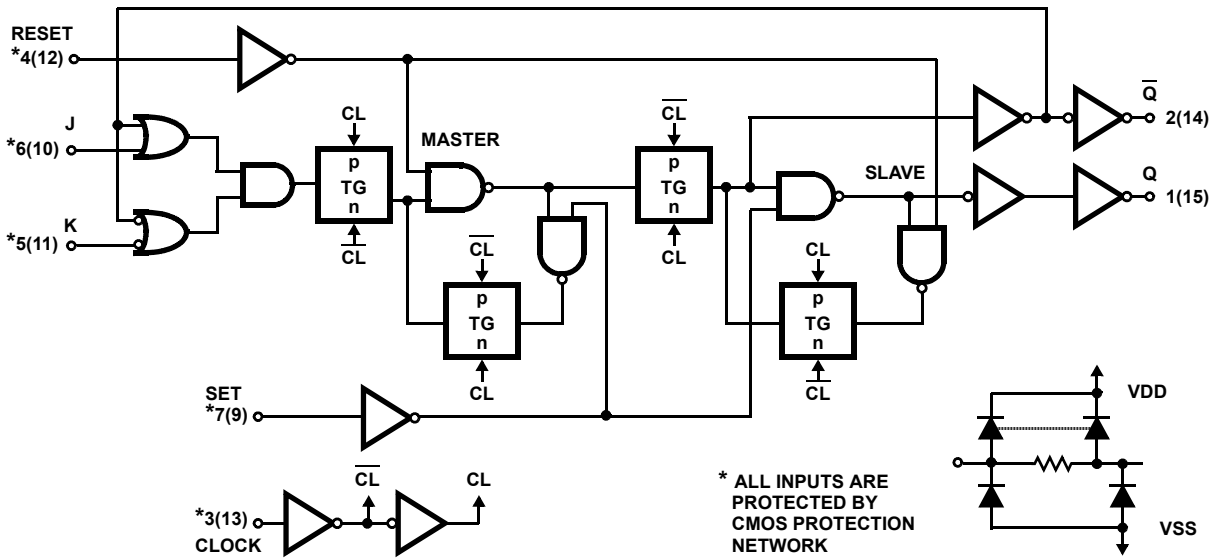 RESET
*4(12)
J
*6(10)
K
*5(11)
CL
p
TG
n
CL
MASTER
CL
p
TG
n
CL
CL
p
TG
n
CL
SLAVE
CL
p
TG
n
CL
Q
2(14)
Q
1(15)
SET
*7(9)
*3(13)
CLOCK
CL
CL
* ALL INPUTS ARE
PROTECTED BY
CMOS PROTECTION
NETWORK
VDD
VSS